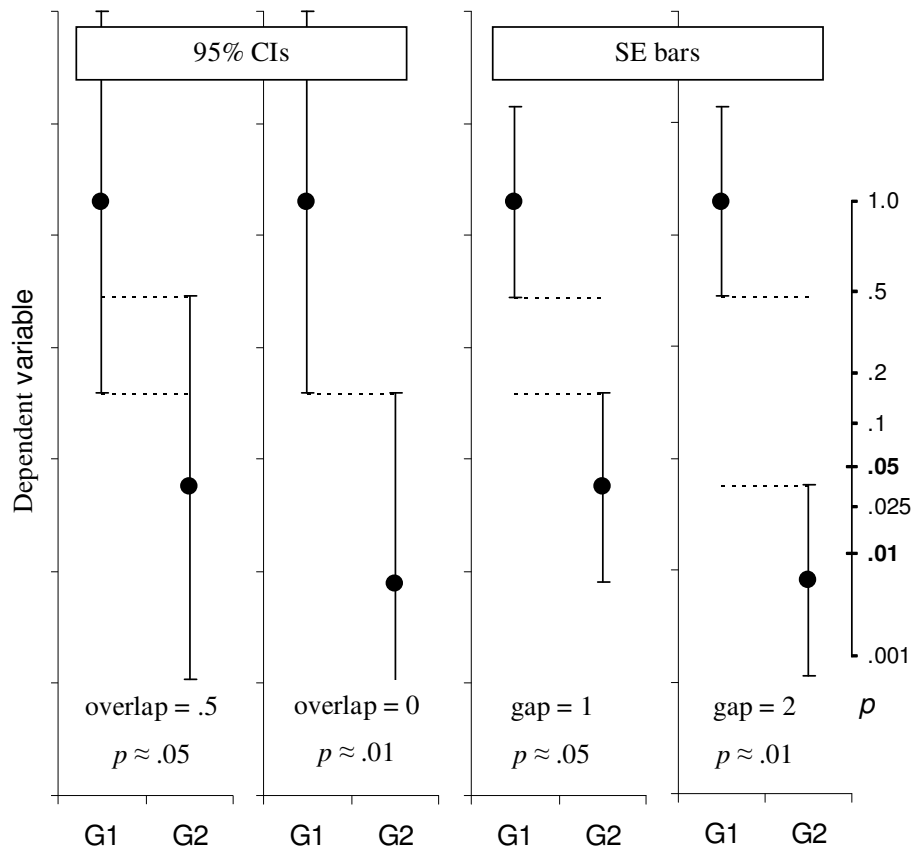 95% CIs
SE bars
Dependent variable
1.0
.5
.2
.1
.05
.025
.01
.001
p
overlap = .5
p ≈ .05
overlap = 0
p ≈ .01
gap = 1
p ≈ .05
gap = 2
p ≈ .01
G1 G2 G1 G2 G1 G2 G1 G2